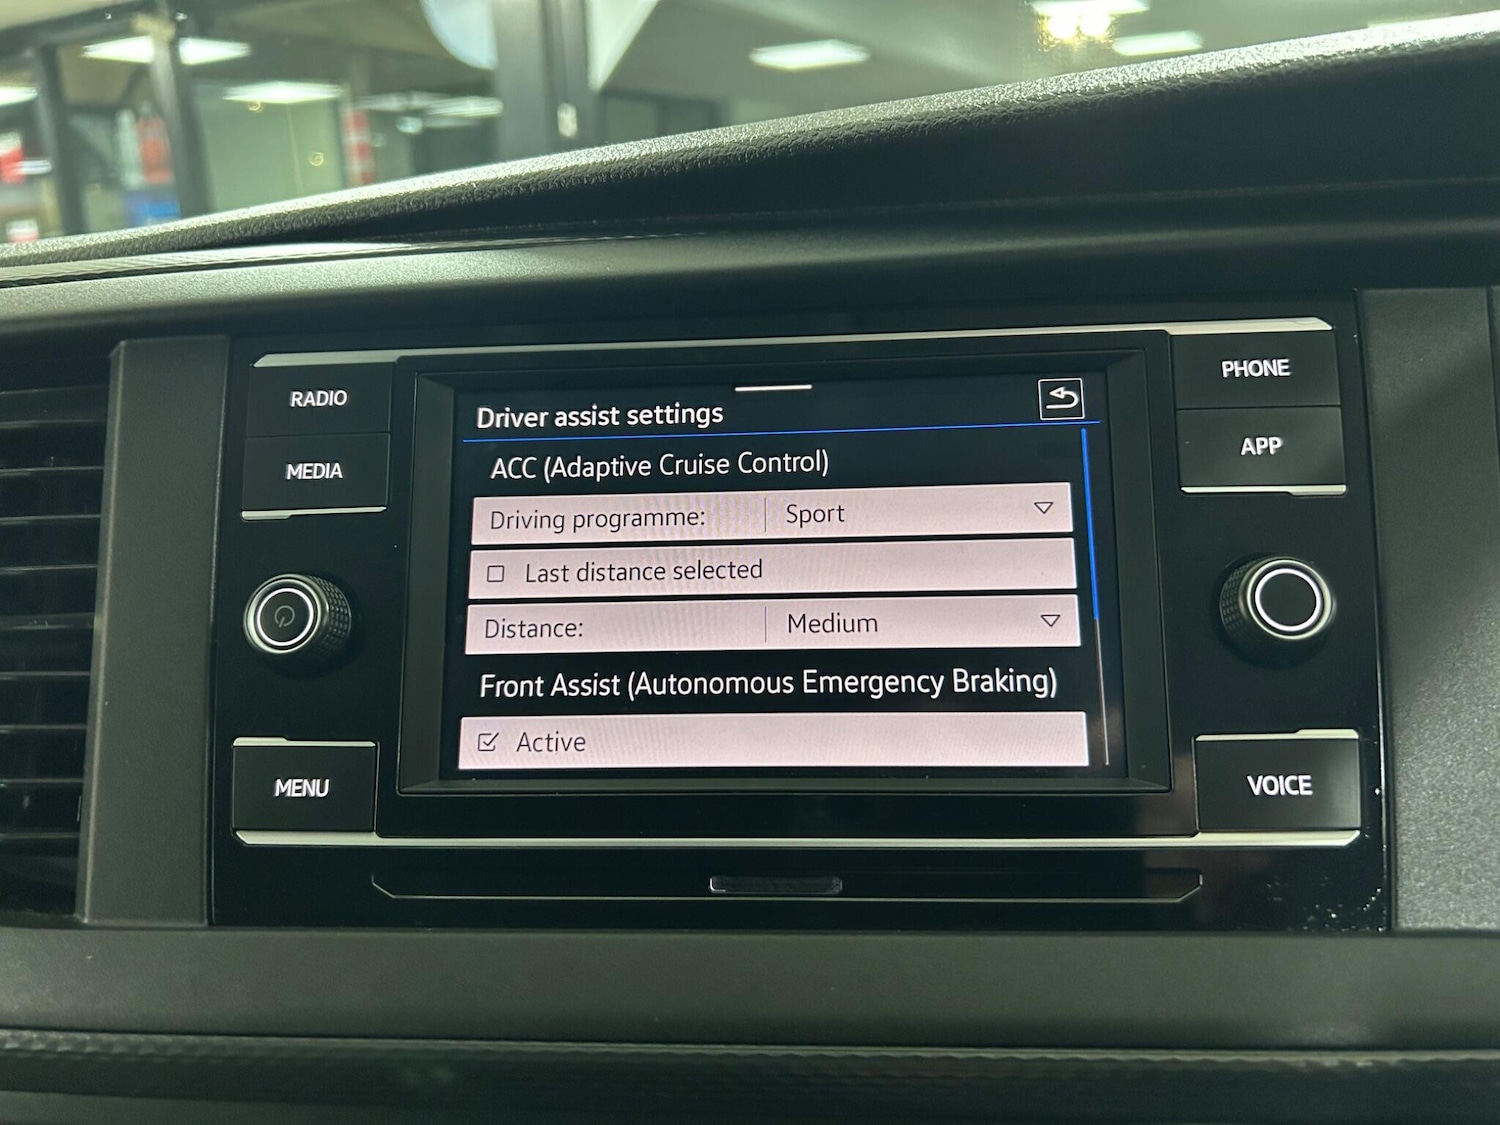 RADIO
MEDIA
MENU
Driver assist settings
ACC (Adaptive Cruise Control)
Driving programme: Sport
Last distance selected
Distance: Medium
Front Assist (Autonomous Emergency Braking)
Active
PHONE
APP
VOICE